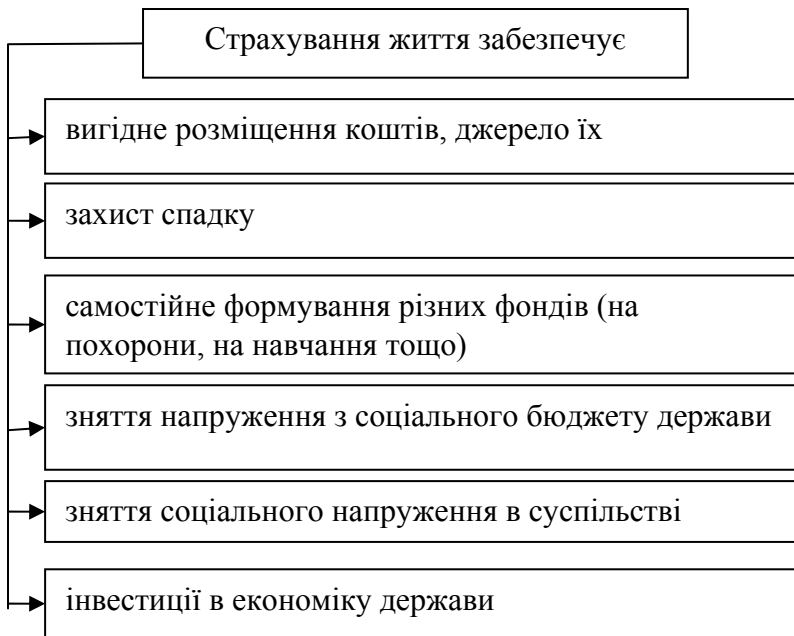 Страхування життя забезпечує
вигідне розміщення коштів, джерело їх
захист спадку
самостійне формування різних фондів (на
похорони, на навчання тощо)
зняття напруження з соціального бюджету держави
зняття соціального напруження в суспільстві
інвестиції в економіку держави